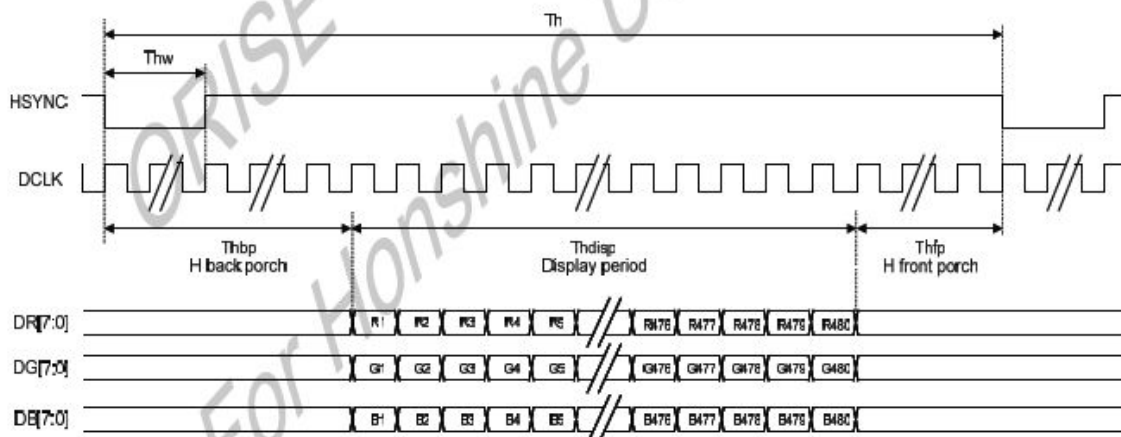 Th
Thw
HSYNC
DCLK
Thbp Thdisp Thfp
H back porch Display period H front porch
DR[7:0] R1 R2 R3 R4 R5 R476 R477 R478 R479 R480
DG[7:0] G1 G2 G3 G4 G5 G476 G477 G478 G479 G480
DB[7:0] B1 B2 B3 B4 B5 B476 B477 B478 B479 B480
ORISE
For Honshine